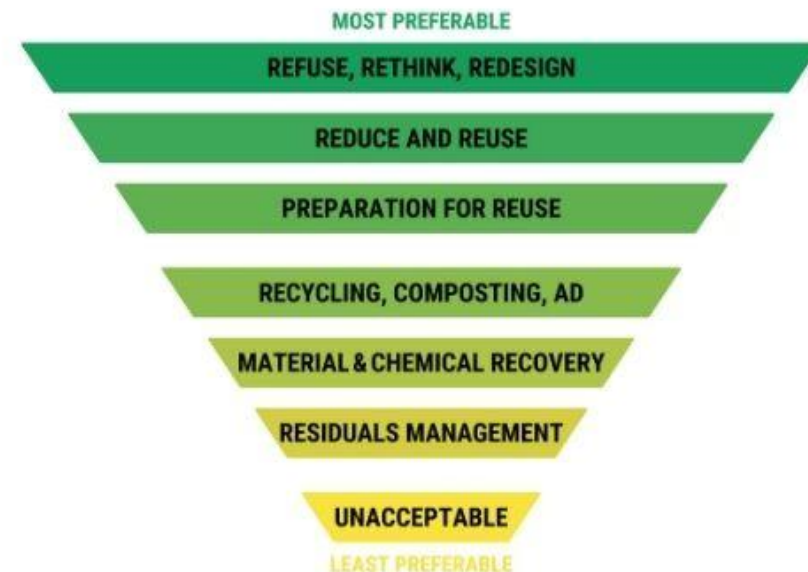 MOST PREFERABLE
REFUSE, RETHINK, REDESIGN
REDUCE AND REUSE
PREPARATION FOR REUSE
RECYCLING, COMPOSTING, AD
MATERIAL & CHEMICAL RECOVERY
RESIDUALS MANAGEMENT
UNACCEPTABLE
LEAST PREFERABLE